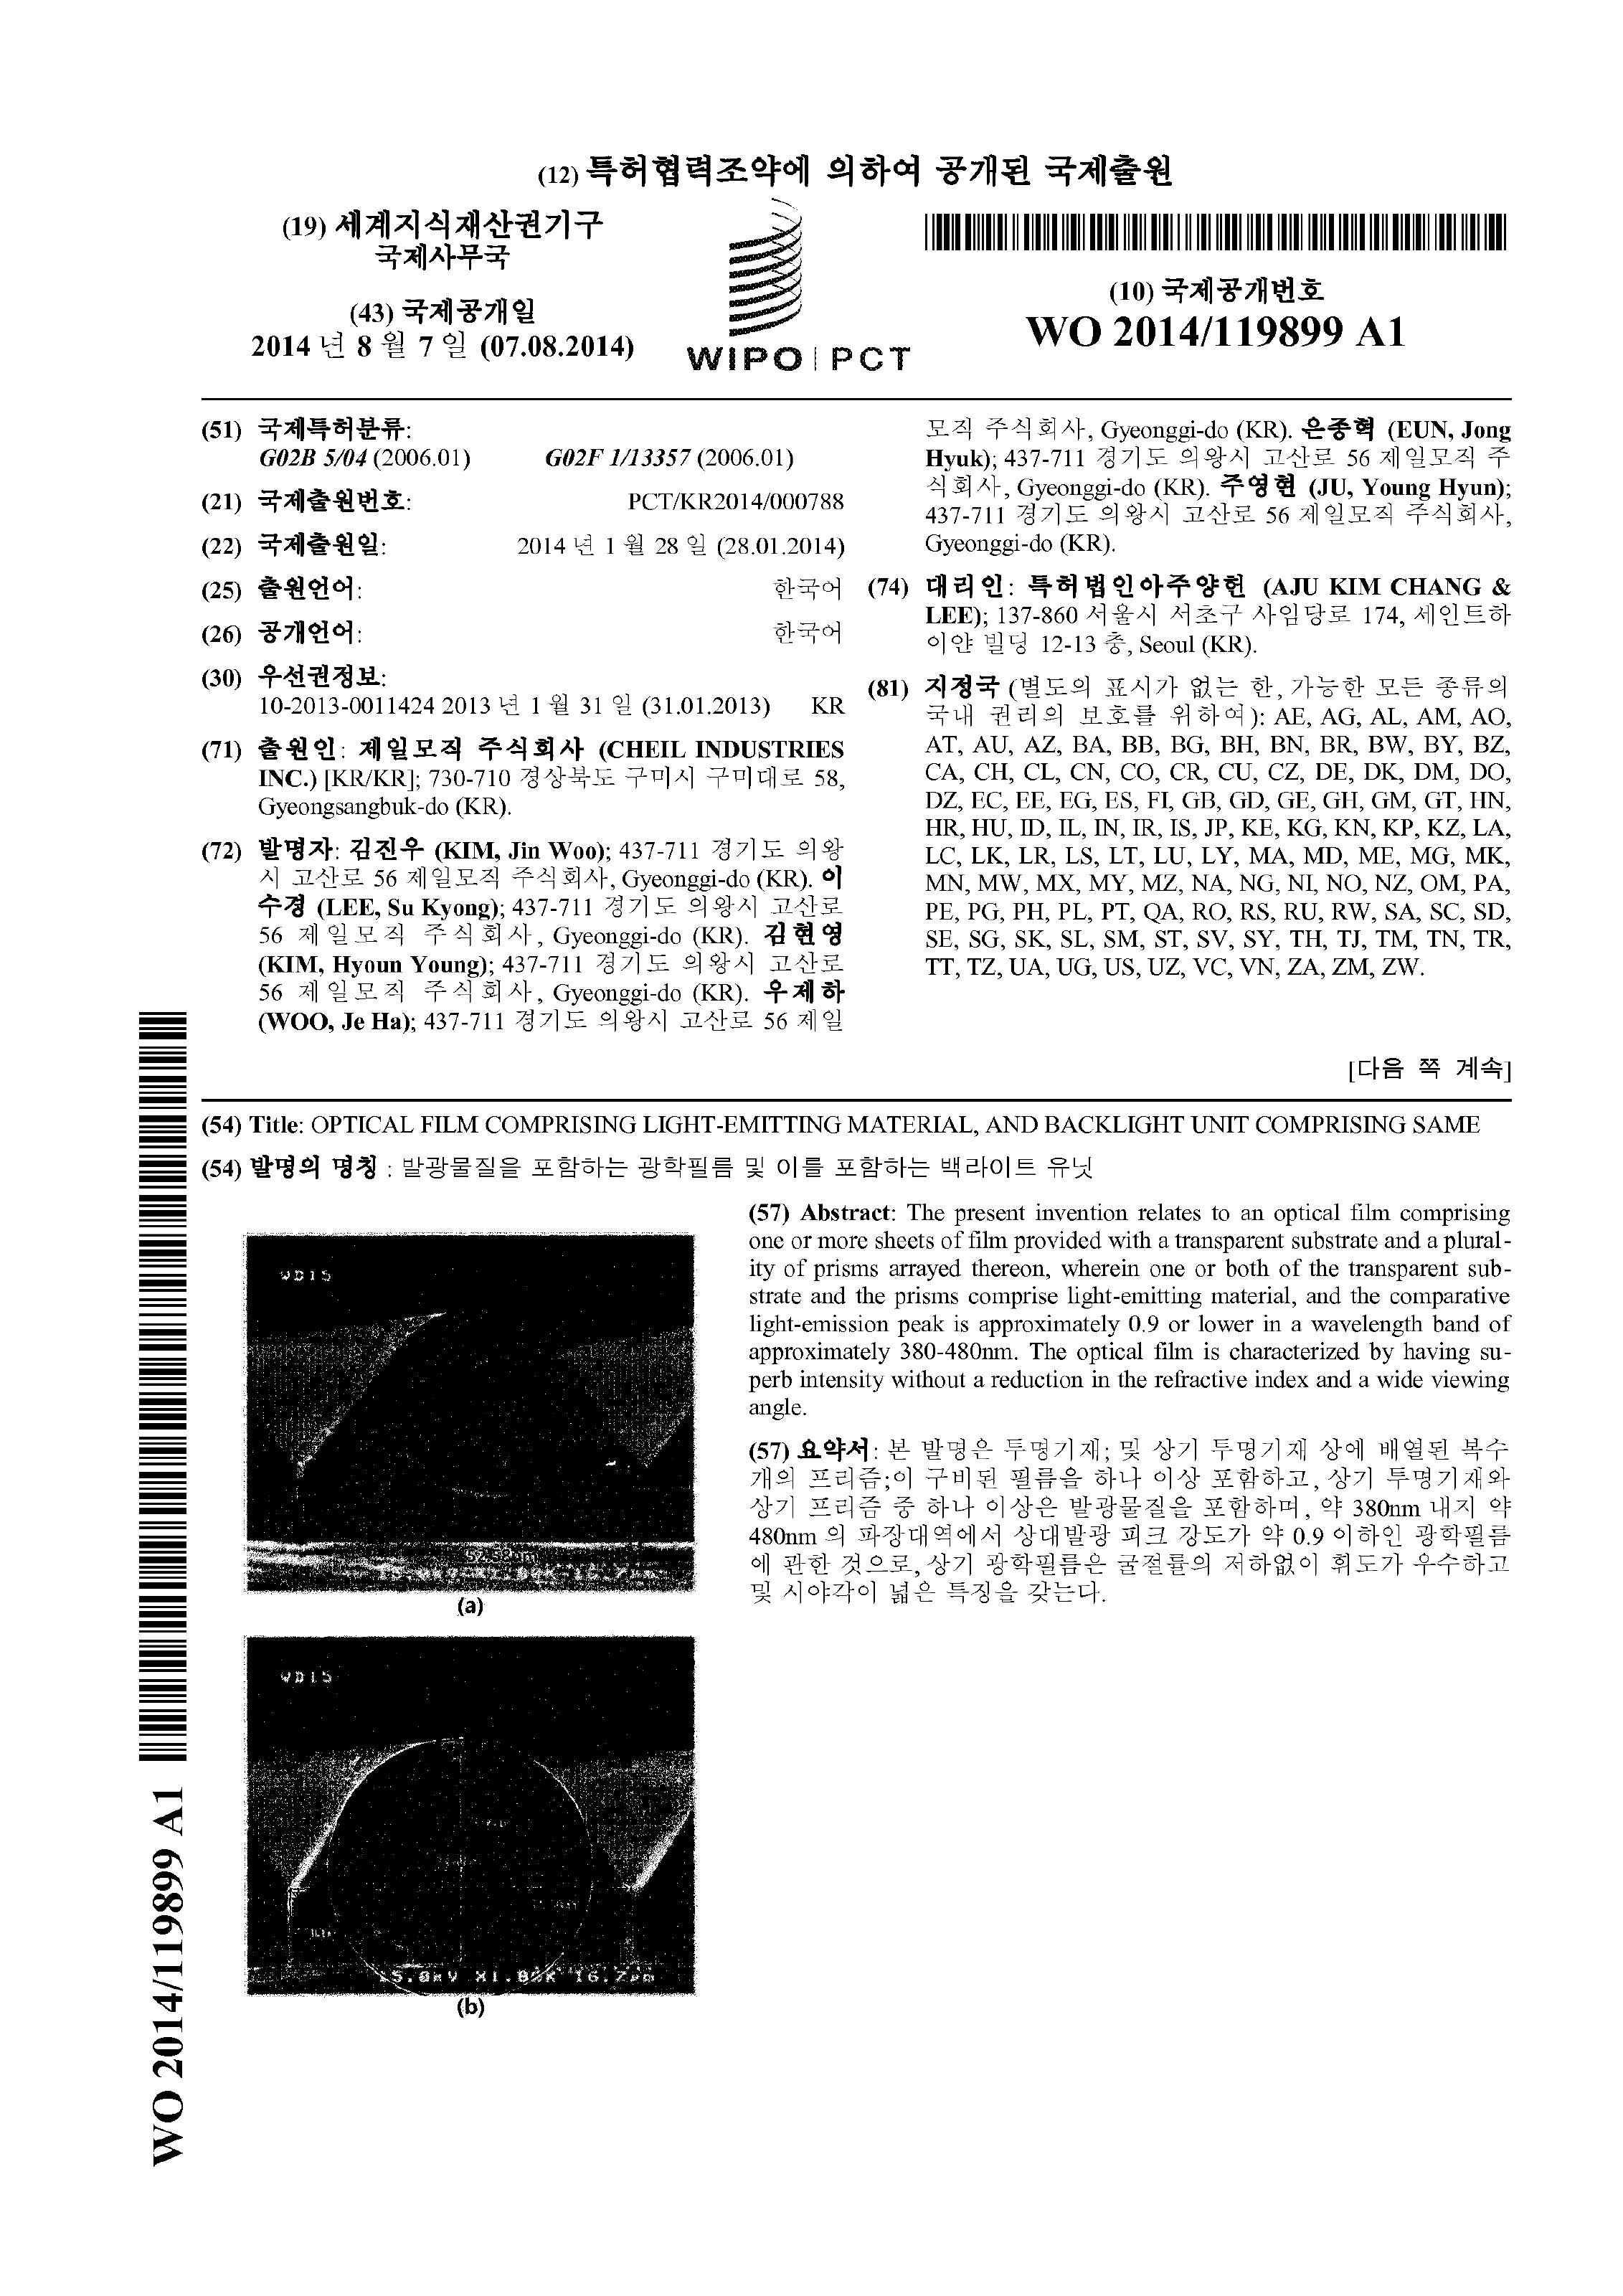 (12) 특허협력조약에 의하여 공개된 국제출원
(19) 세계지식재산권기구
국제사무국
(43) 국제공개일
2014 년 8 월 7 일 (07.08.2014)
WIPO | PCT
(10) 국제공개번호
WO 2014/119899 A1
(51) 국제특허분류:
G02B 5/04 (2006.01) G02F 1/13357 (2006.01)
(21) 국제출원번호: PCT/KR2014/000788
(22) 국제출원일: 2014 년 1 월 28 일 (28.01.2014)
(25) 출원언어: 한국어
(26) 공개언어: 한국어
(30) 우선권정보:
10-2013-0011424 2013 년 1 월 31 일 (31.01.2013) KR
(71) 출원인: 제일모직 주식회사 (CHEIL INDUSTRIES
INC.) [KR/KR]; 730-710 경상북도 구미시 구미대로 58,
Gyeongsangbuk-do (KR).
(72) 발명자: 김진우 (KIM, Jin Woo); 437-711 경기도 의왕
시 고산로 56 제일모직 주식회사, Gyeonggi-do (KR). 이
수경 (LEE, Su Kyong); 437-711 경기도 의왕시 고산로
56 제일모직 주식회사, Gyeonggi-do (KR). 김현영
(KIM, Hyoun Young); 437-711 경기도 의왕시 고산로
56 제일모직 주식회사, Gyeonggi-do (KR). 우제하
(WOO, Je Ha); 437-711 경기도 의왕시 고산로 56 제일
모직 주식회사, Gyeonggi-do (KR). 은종혁 (EUN, Jong
Hyuk); 437-711 경기도 의왕시 고산로 56 제일모직 주
식회사, Gyeonggi-do (KR). 주영현 (JU, Young Hyun);
437-711 경기도 의왕시 고산로 56 제일모직 주식회사,
Gyeonggi-do (KR).
(74) 대리인: 특허법인아주양헌 (AJU KIM CHANG &
LEE); 137-860 서울시 서초구 사임당로 174, 세인트하
이얀 빌딩 12-13 층, Seoul (KR).
(81) 지정국 (별도의 표시가 없는 한, 가능한 모든 종류의
국내 권리의 보호를 위하여): AE, AG, AL, AM, AO,
AT, AU, AZ, BA, BB, BG, BH, BN, BR, BW, BY, BZ,
CA, CH, CL, CN, CO, CR, CU, CZ, DE, DK, DM, DO,
DZ, EC, EE, EG, ES, FI, GB, GD, GE, GH, GM, GT, HN,
HR, HU, ID, IL, IN, IR, IS, JP, KE, KG, KN, KP, KZ, LA,
LC, LK, LR, LS, LT, LU, LY, MA, MD, ME, MG, MK,
MN, MW, MX, MY, MZ, NA, NG, NI, NO, NZ, OM, PA,
PE, PG, PH, PL, PT, QA, RO, RS, RU, RW, SA, SC, SD,
SE, SG, SK, SL, SM, ST, SV, SY, TH, TJ, TM, TN, TR,
TT, TZ, UA, UG, US, UZ, VC, VN, ZA, ZM, ZW.
[다음 쪽 계속]
(54) Title: OPTICAL FILM COMPRISING LIGHT-EMITTING MATERIAL, AND BACKLIGHT UNIT COMPRISING SAME
(54) 발명의 명칭 : 발광물질을 포함하는 광학필름 및 이를 포함하는 백라이트 유닛
WD15
(a)
WD15
(b)
(57) Abstract: The present invention relates to an optical film comprising
one or more sheets of film provided with a transparent substrate and a plural-
ity of prisms arrayed thereon, wherein one or both of the transparent sub-
strate and the prisms comprise light-emitting material, and the comparative
light-emission peak is approximately 0.9 or lower in a wavelength band of
approximately 380-480nm. The optical film is characterized by having su-
perb intensity without a reduction in the refractive index and a wide viewing
angle.
(57) 요약서: 본 발명은 투명기재; 및 상기 투명기재 상에 배열된 복수
개의 프리즘;이 구비된 필름을 하나 이상 포함하고, 상기 투명기재와
상기 프리즘 중 하나 이상은 발광물질을 포함하며, 약 380nm 내지 약
480nm 의 파장대역에서 상대발광 피크 강도가 약 0.9 이하인 광학필름
에 관한 것으로, 상기 광학필름은 굴절률의 저하없이 휘도가 우수하고
및 시야각이 넓은 특징을 갖는다.
WO 2014/119899 A1